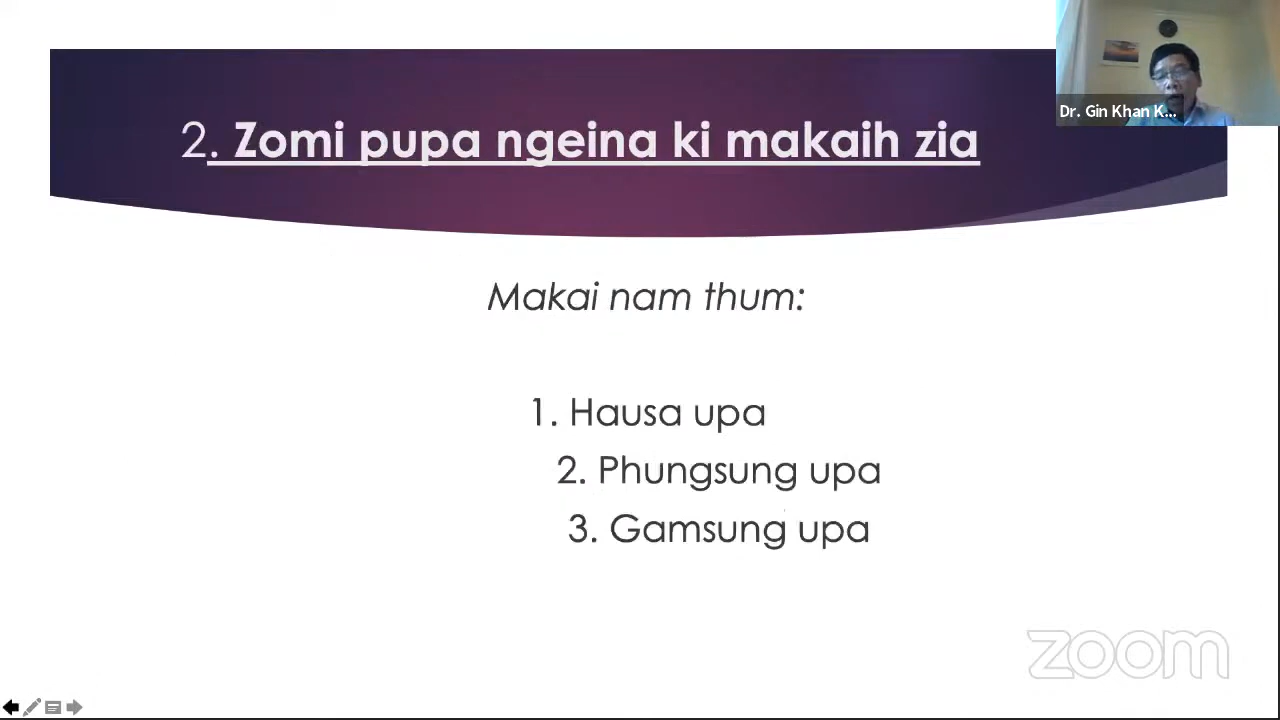 Dr. Gin Khan K...
2. Zomi pupa ngeina ki makaih zia
Makai nam thum:
1. Hausa upa
2. Phungsung upa
3. Gamsung upa
zoom